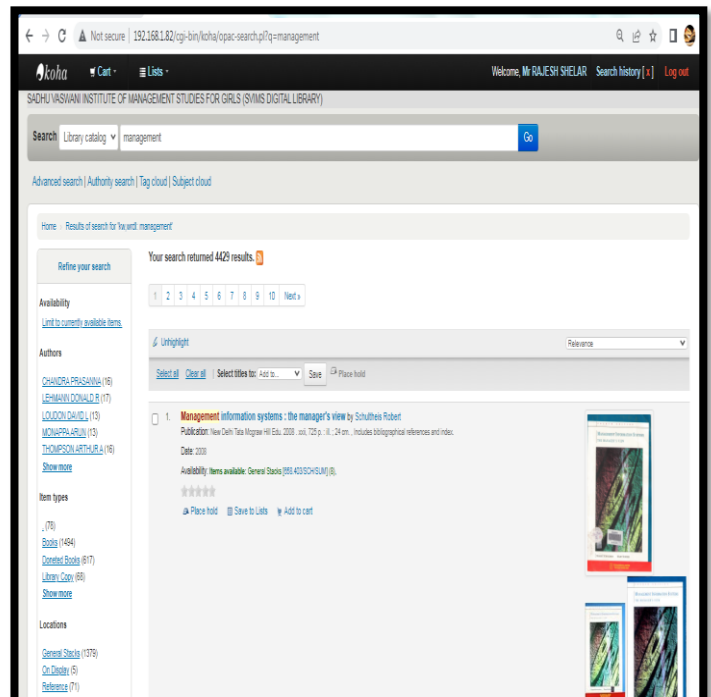 Not secure | 192.168.1.82/cgi-bin/koha/opac-search.pl?q=management
koha Cart Lists Welcome, Mr RAJESH SHELAR Search history [x] Log out
SADHU VASWANI INSTITUTE OF MANAGEMENT STUDIES FOR GIRLS (SVIMS DIGITAL LIBRARY)
Search Library catalog management Go
Advanced search | Authority search | Tag cloud | Subject cloud
Home › Results of search for 'kw,wrdl: management'
Refine your search
Availability
Limit to currently available items.
Authors
CHANDRA PRASANNA (16)
LEHMANN DONALD R (17)
LOUDON DAVID L (13)
MONAPPA ARUN (13)
THOMPSON ARTHUR A (16)
Show more
Item types
. (78)
Books (1494)
Doneted Books (617)
Library Copy (68)
Show more
Locations
General Stacks (1379)
On Display (5)
Reference (71)
Your search returned 4429 results.
1 2 3 4 5 6 7 8 9 10 Next »
Unhighlight Relevance
Select all Clear all | Select titles to: Add to... Save Place hold
1. Management information systems : the manager's view by Schultheis Robert
Publication: New Delhi Tata Mcgraw Hill Edu. 2008 . xxii, 725 p. : ill. ; 24 cm. , Includes bibliographical references and index.
Date: 2008
Availability: Items available: General Stacks [658.403/SCH/SUM] (8),
Place hold Save to Lists Add to cart